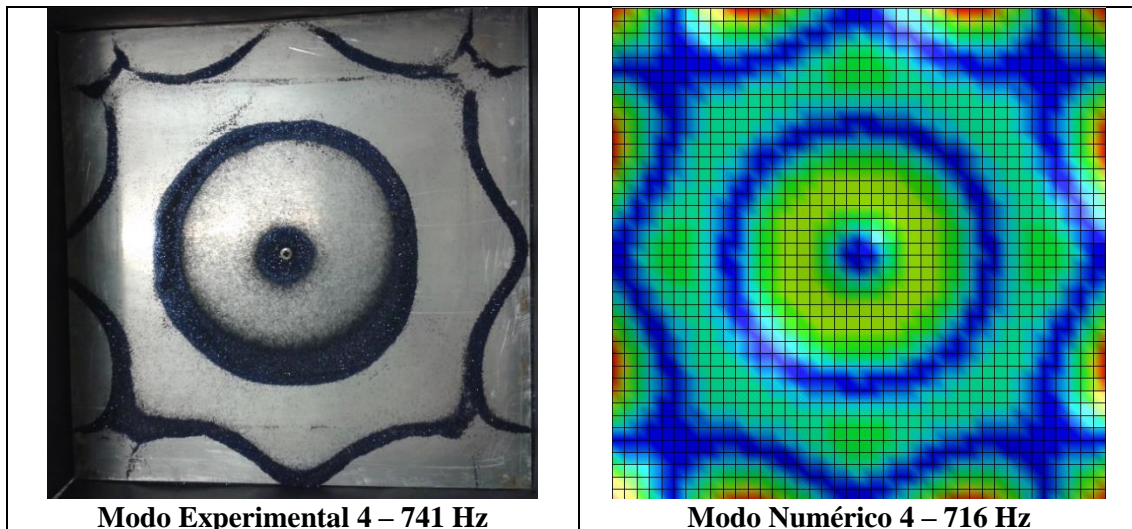 Modo Experimental 4 – 741 Hz
Modo Numérico 4 – 716 Hz